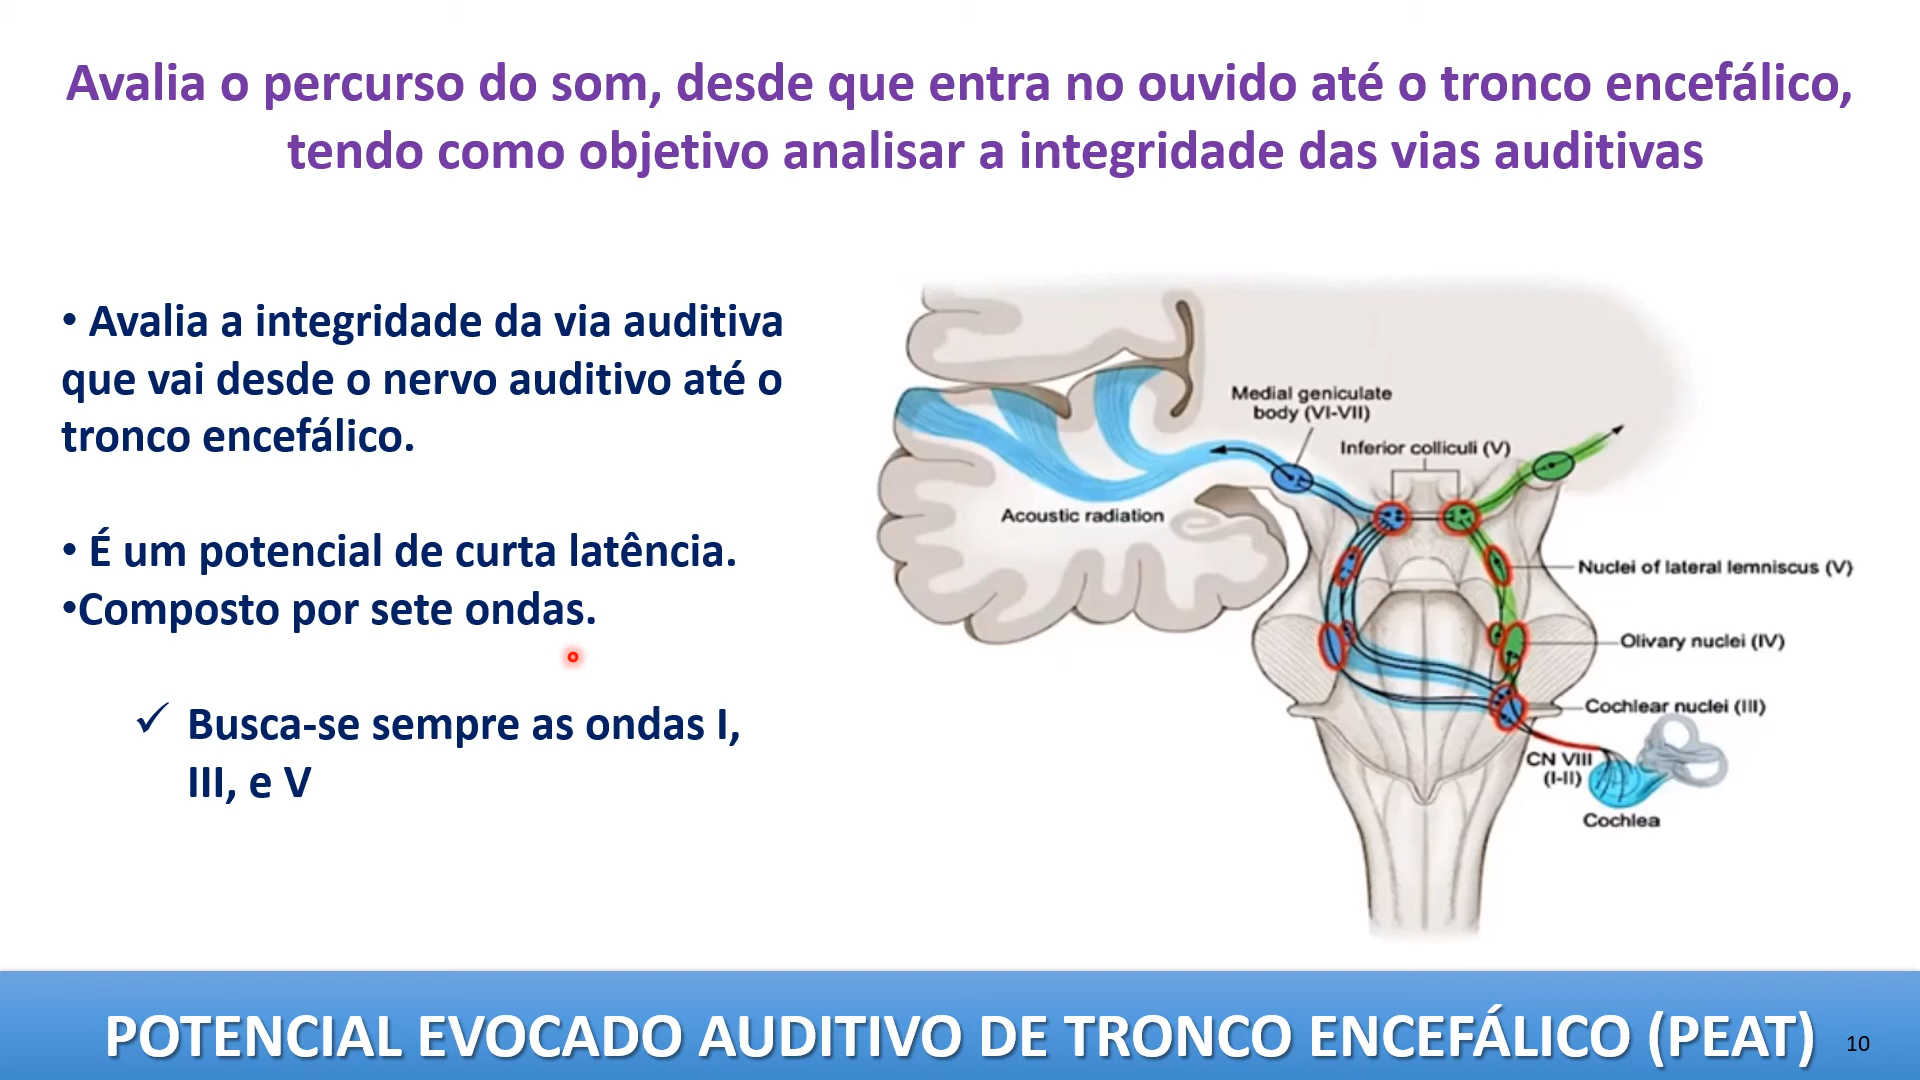 Avalia o percurso do som, desde que entra no ouvido até o tronco encefálico,
tendo como objetivo analisar a integridade das vias auditivas
• Avalia a integridade da via auditiva
que vai desde o nervo auditivo até o
tronco encefálico.
• É um potencial de curta latência.
•Composto por sete ondas.
✓ Busca-se sempre as ondas I,
III, e V
Medial geniculate
body (VI-VII)
Inferior colliculi (V)
Acoustic radiation
Nuclei of lateral lemniscus (V)
Olivary nuclei (IV)
Cochlear nuclei (III)
CN VIII
(I-II)
Cochlea
POTENCIAL EVOCADO AUDITIVO DE TRONCO ENCEFÁLICO (PEAT)
10